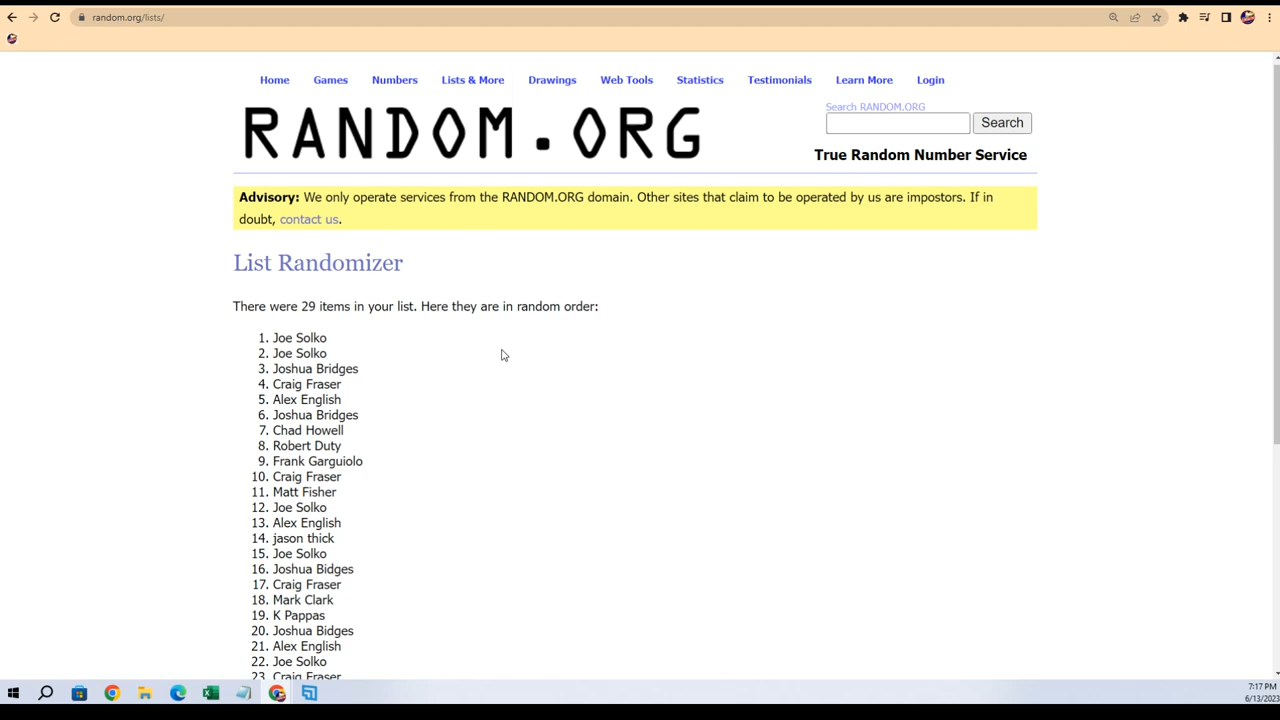 random.org/lists/
Home Games Numbers Lists & More Drawings Web Tools Statistics Testimonials Learn More Login
RANDOM.ORG
Search RANDOM.ORG
Search
True Random Number Service
Advisory: We only operate services from the RANDOM.ORG domain. Other sites that claim to be operated by us are impostors. If in
doubt, contact us.
List Randomizer
There were 29 items in your list. Here they are in random order:
1. Joe Solko
2. Joe Solko
3. Joshua Bridges
4. Craig Fraser
5. Alex English
6. Joshua Bridges
7. Chad Howell
8. Robert Duty
9. Frank Garguiolo
10. Craig Fraser
11. Matt Fisher
12. Joe Solko
13. Alex English
14. jason thick
15. Joe Solko
16. Joshua Bidges
17. Craig Fraser
18. Mark Clark
19. K Pappas
20. Joshua Bidges
21. Alex English
22. Joe Solko
23. Craig Fraser
7:17 PM
6/13/2023